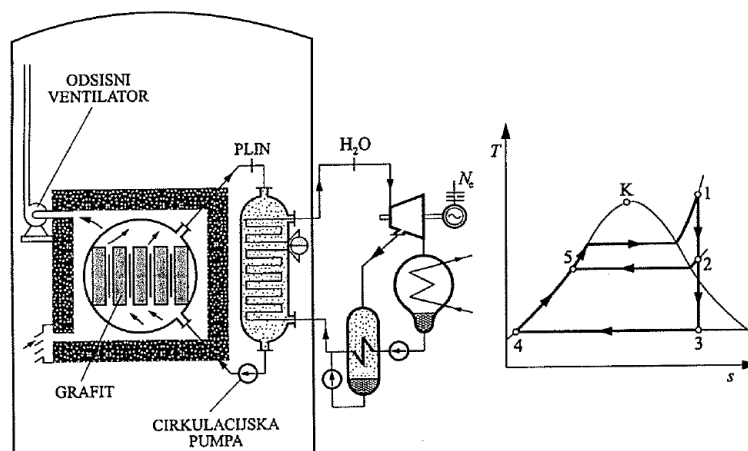 ODSISNI
VENTILATOR
PLIN
H₂O
Nₑ
GRAFIT
CIRKULACIJSKA
PUMPA
T
K
1
2
5
4
3
s